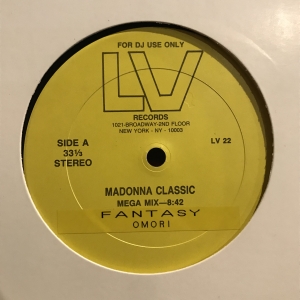 FOR DJ USE ONLY
LV
RECORDS
1021-BROADWAY-2ND FLOOR
NEW YORK - NY - 10003
SIDE A
33⅓
STEREO
LV 22
MADONNA CLASSIC
MEGA MIX—8:42
FANTASY
OMORI